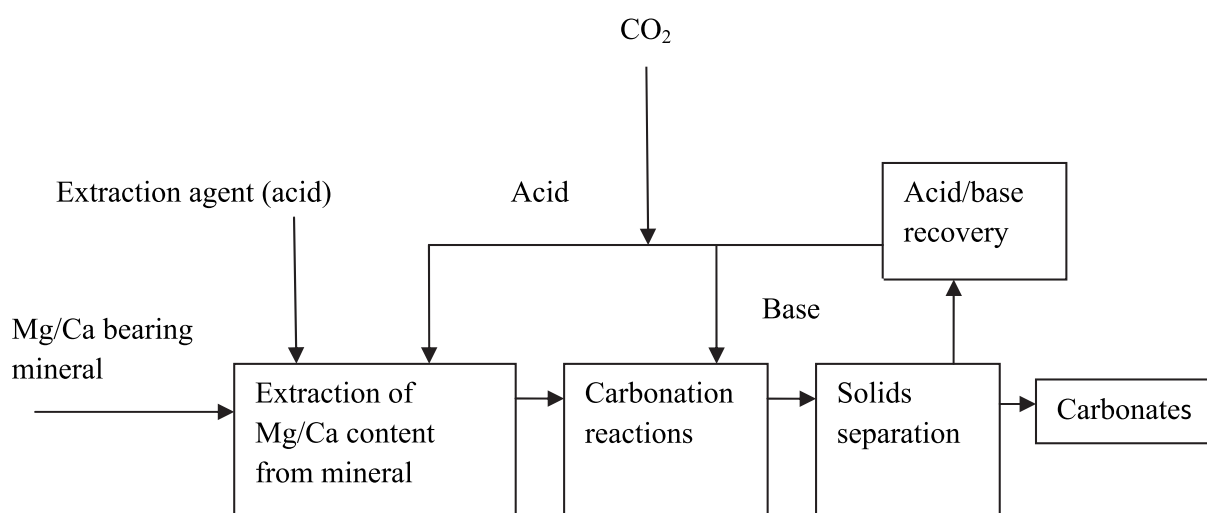 CO₂
Extraction agent (acid)
Acid
Acid/base
recovery
Base
Mg/Ca bearing
mineral
Extraction of
Mg/Ca content
from mineral
Carbonation
reactions
Solids
separation
Carbonates